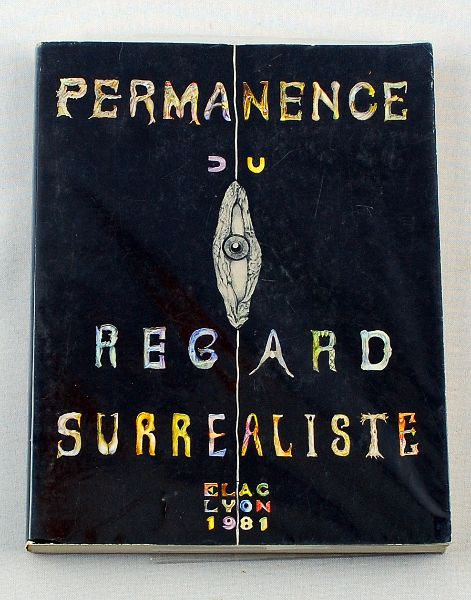 PERMANENCE
DU
REGARD
SURREALISTE
ELAC
LYON
1981